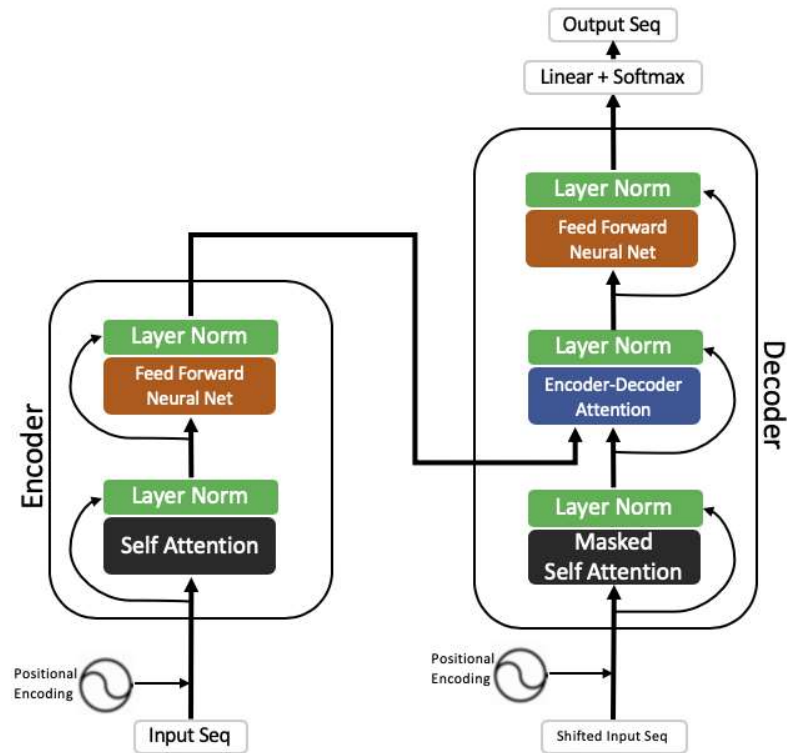 Output Seq
Linear + Softmax
Layer Norm
Feed Forward
Neural Net
Layer Norm
Encoder-Decoder
Attention
Layer Norm
Masked
Self Attention
Decoder
Positional
Encoding
Shifted Input Seq
Layer Norm
Feed Forward
Neural Net
Layer Norm
Self Attention
Encoder
Positional
Encoding
Input Seq